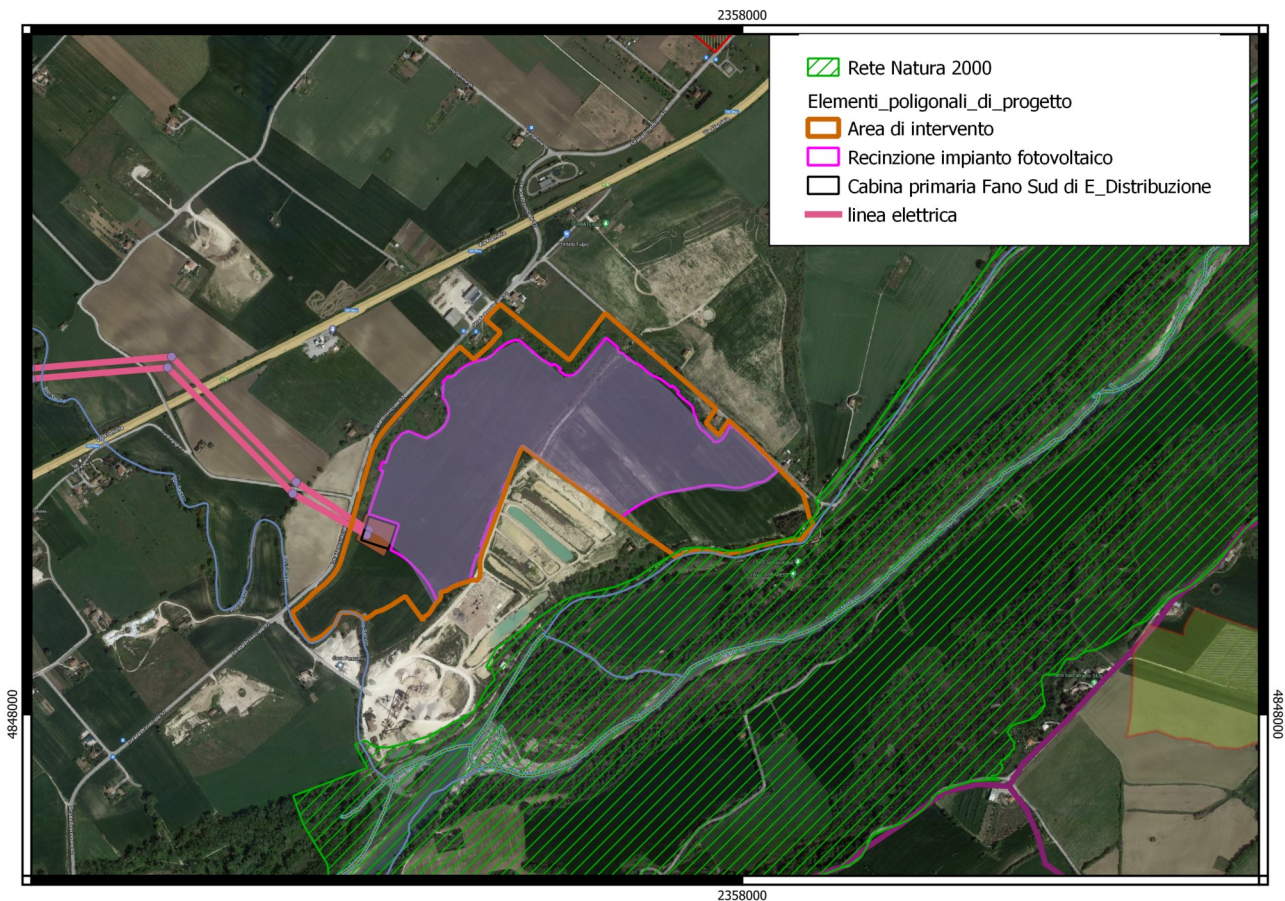 2358000
Rete Natura 2000
Elementi_poligonali_di_progetto
Area di intervento
Recinzione impianto fotovoltaico
Cabina primaria Fano Sud di E_Distribuzione
linea elettrica
4848000
4848000
2358000